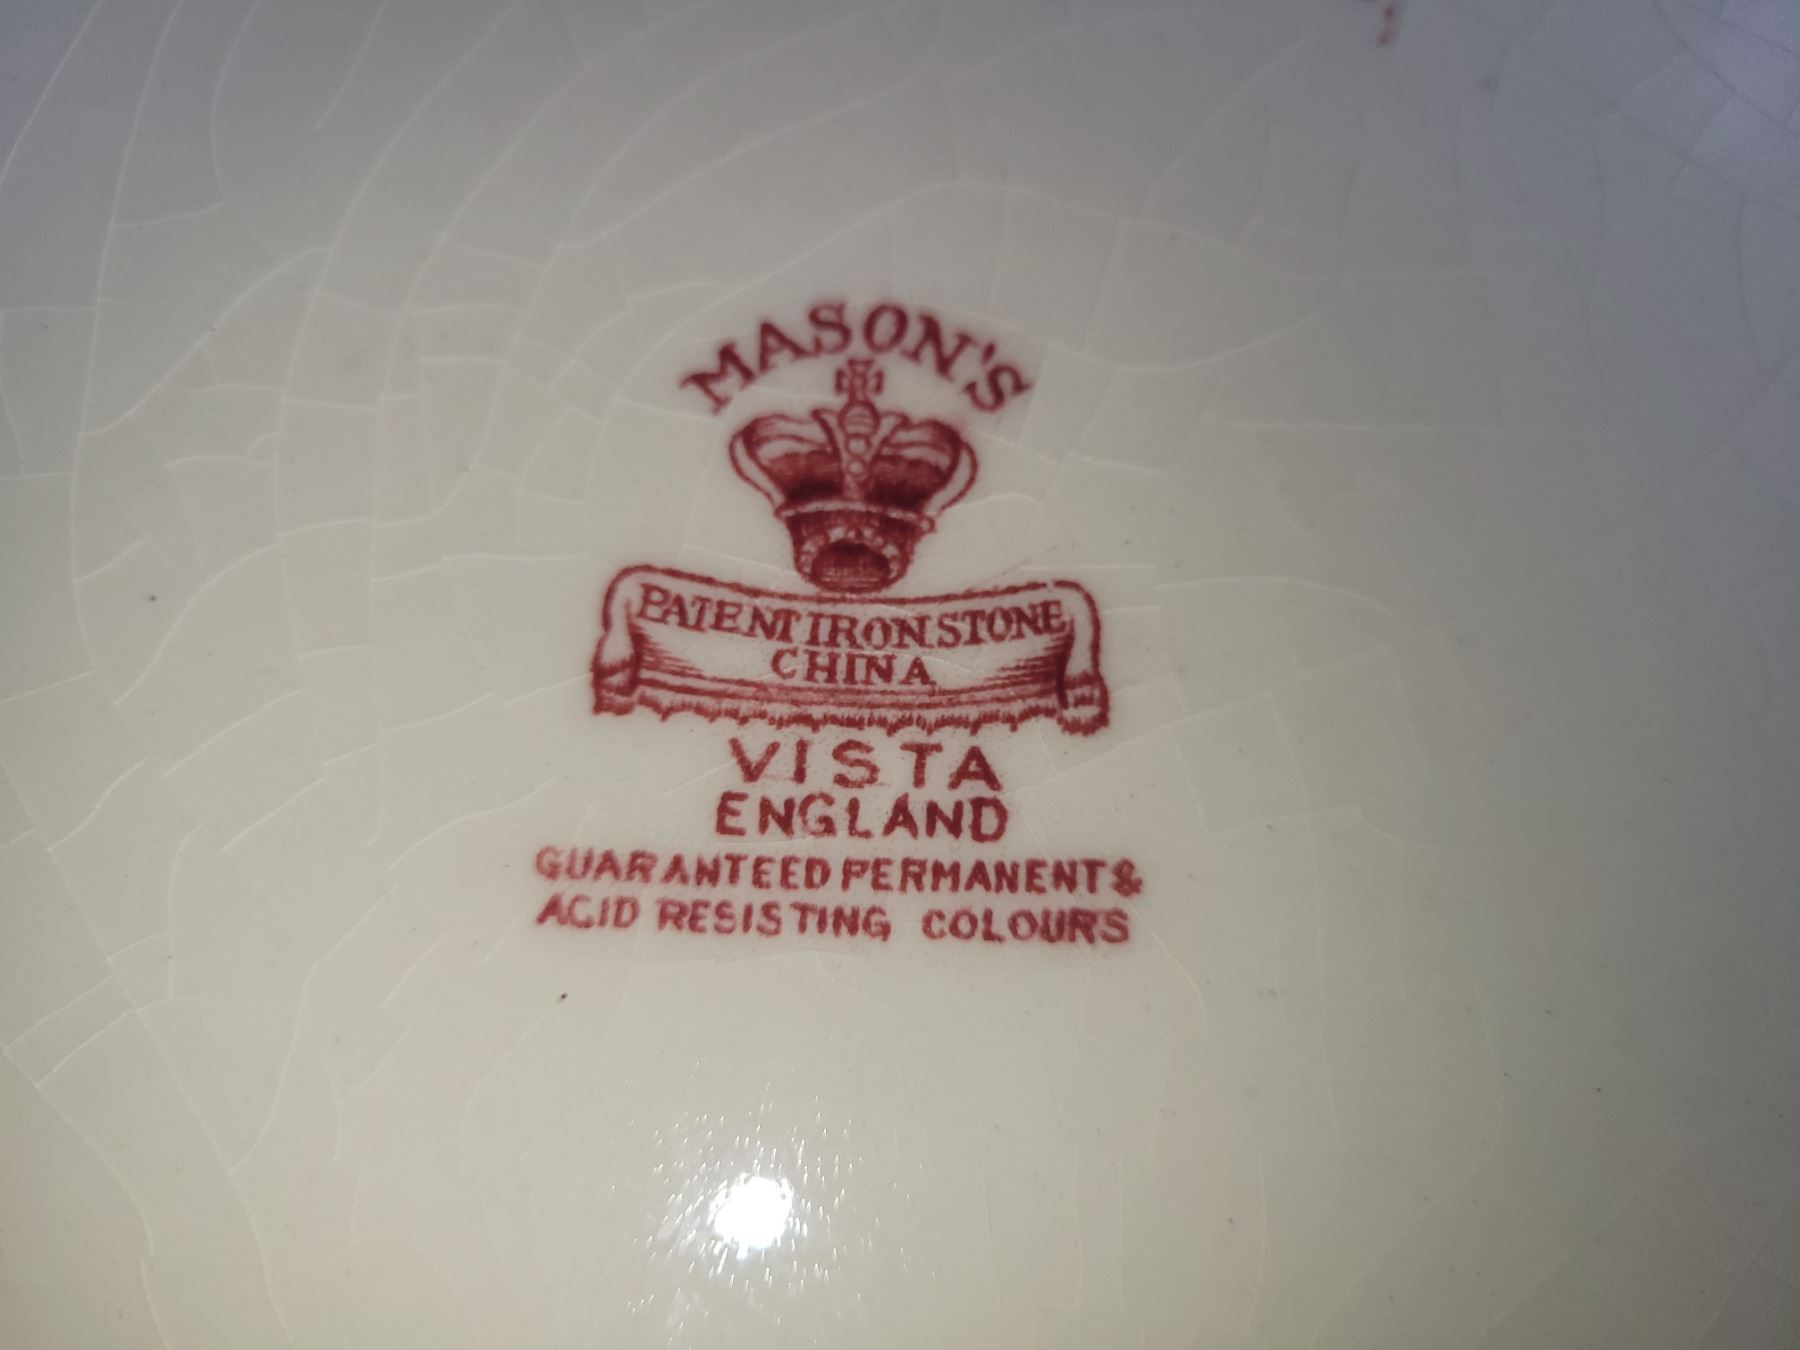 MASON'S
PATENT IRONSTONE
CHINA
VISTA
ENGLAND
GUARANTEED PERMANENT &
ACID RESISTING COLOURS